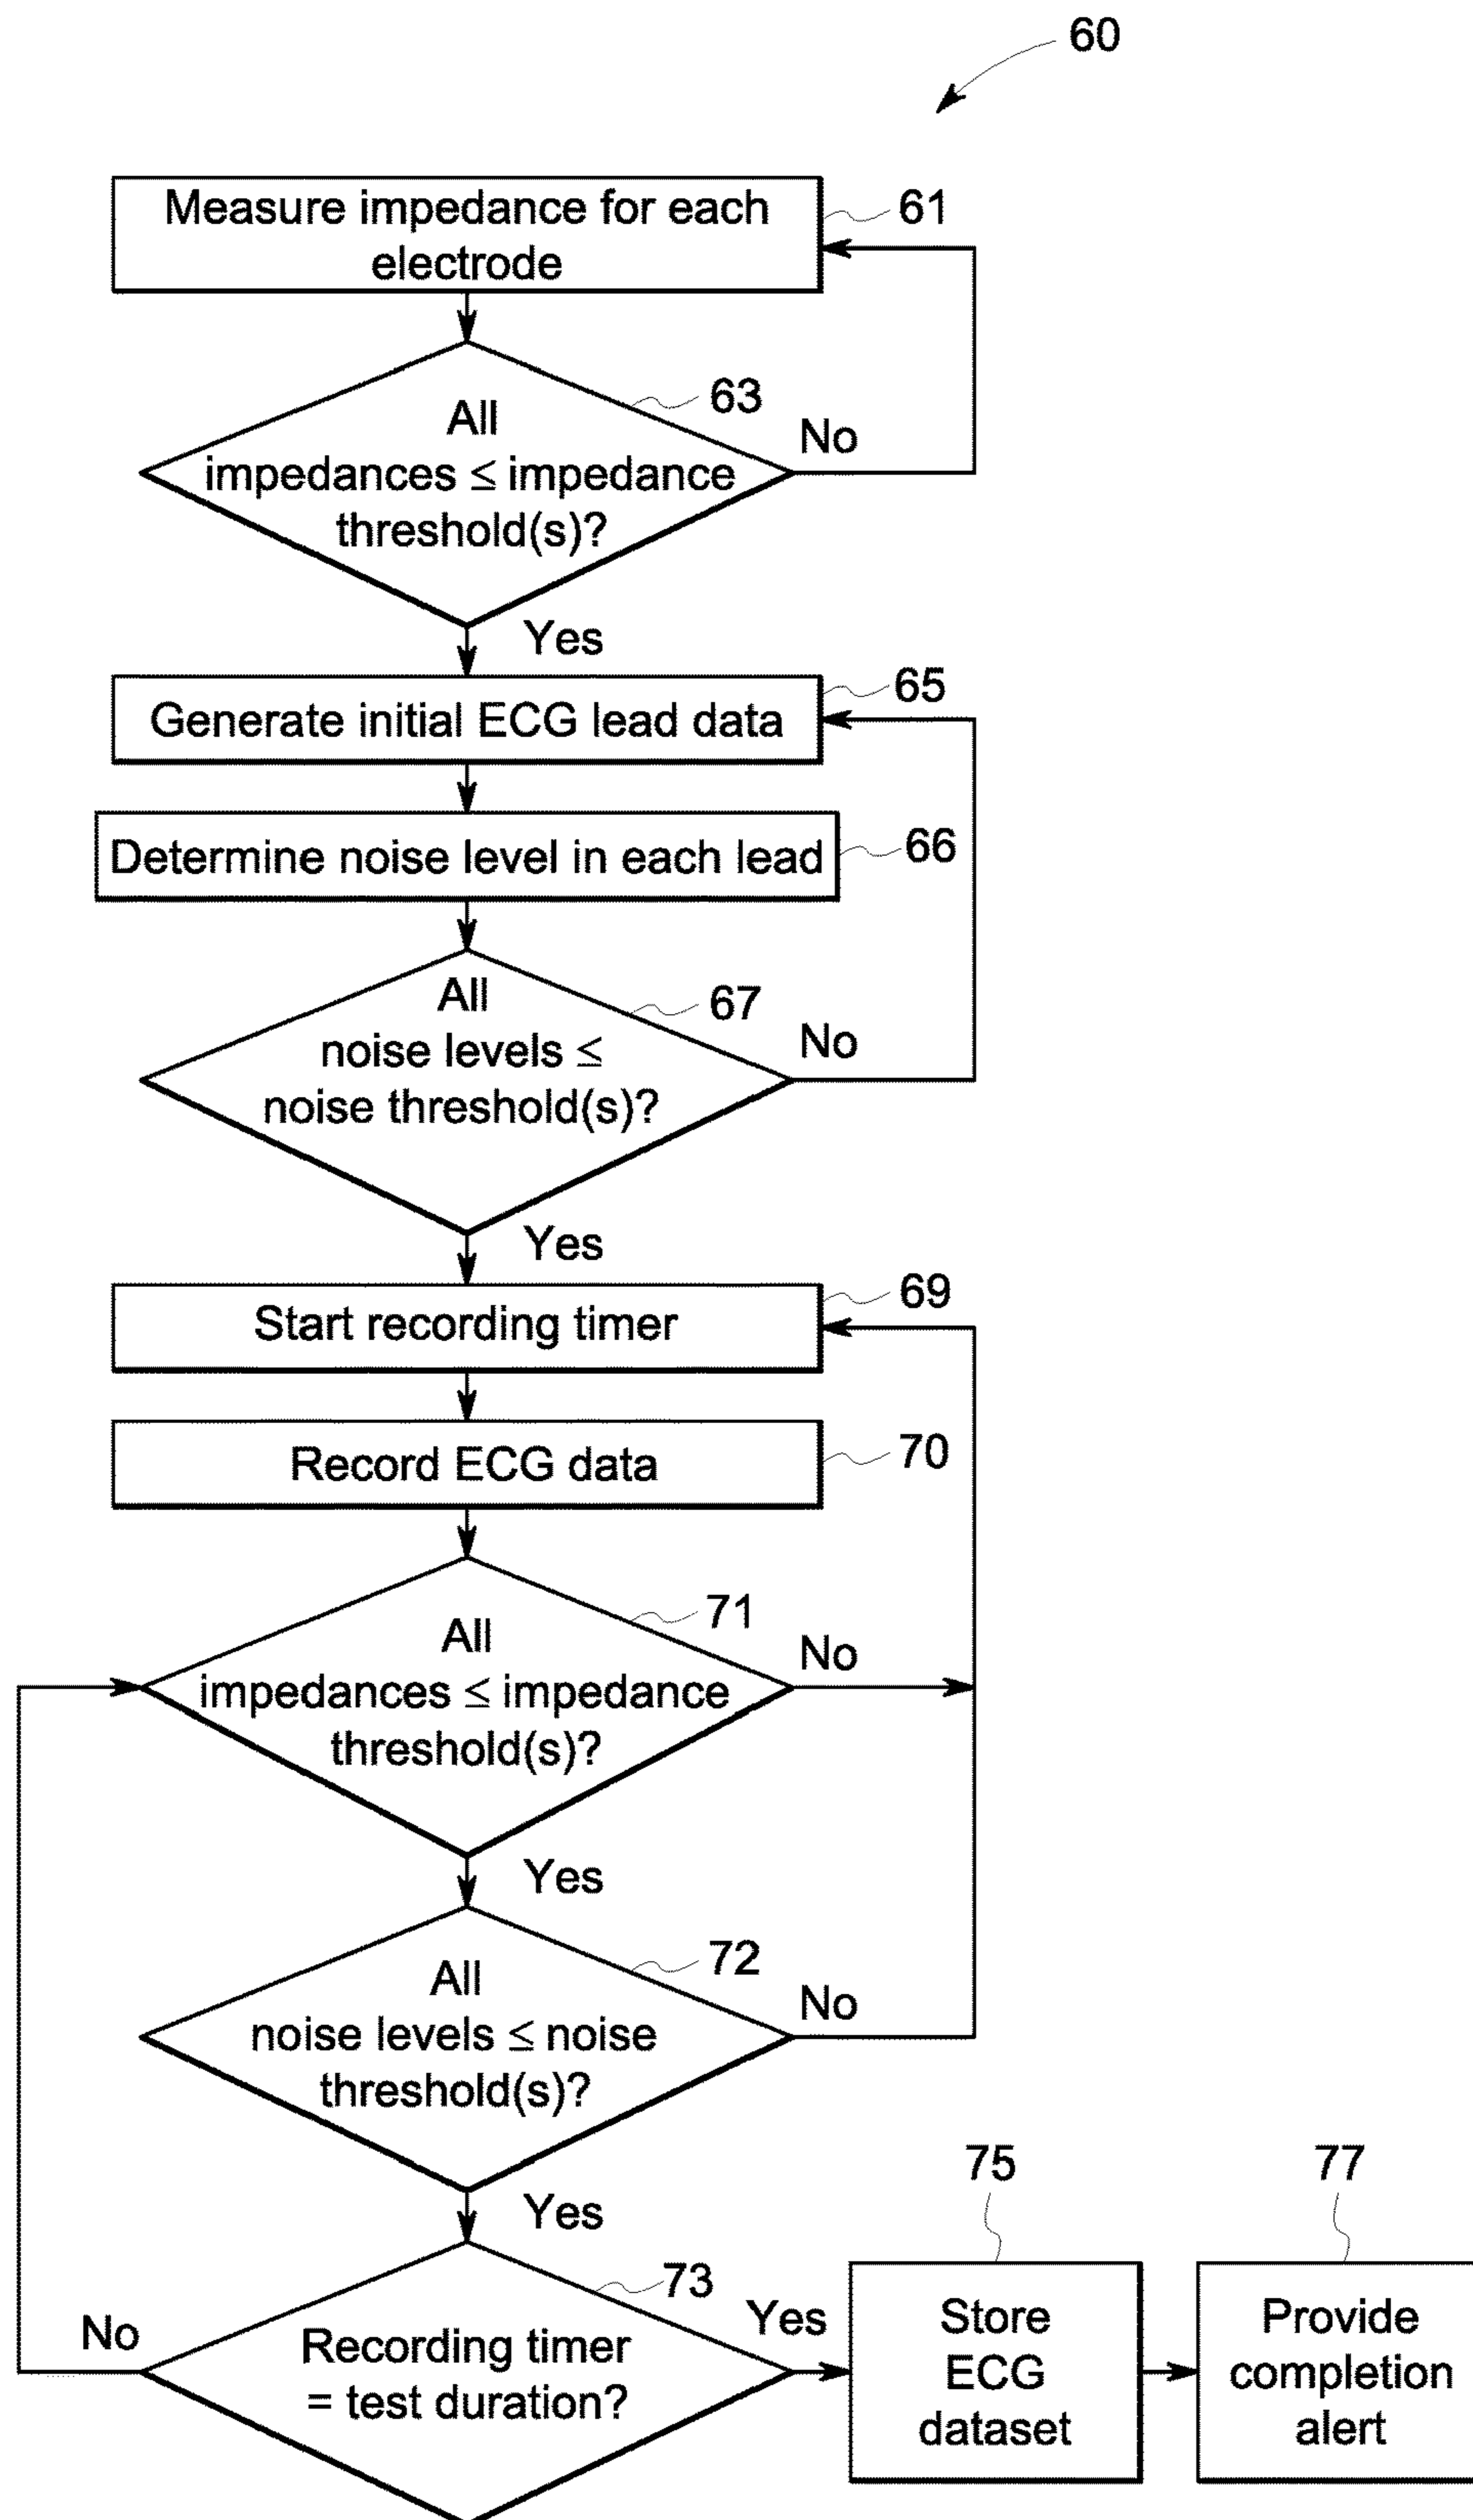 60
Measure impedance for each
electrode
61
All
impedances ≤ impedance
threshold(s)?
63
No
Yes
Generate initial ECG lead data
65
Determine noise level in each lead
66
All
noise levels ≤
noise threshold(s)?
67
No
Yes
Start recording timer
69
Record ECG data
70
All
impedances ≤ impedance
threshold(s)?
71
No
Yes
All
noise levels ≤ noise
threshold(s)?
72
No
Yes
Recording timer
= test duration?
73
No
Yes
Store
ECG
dataset
75
Provide
completion
alert
77